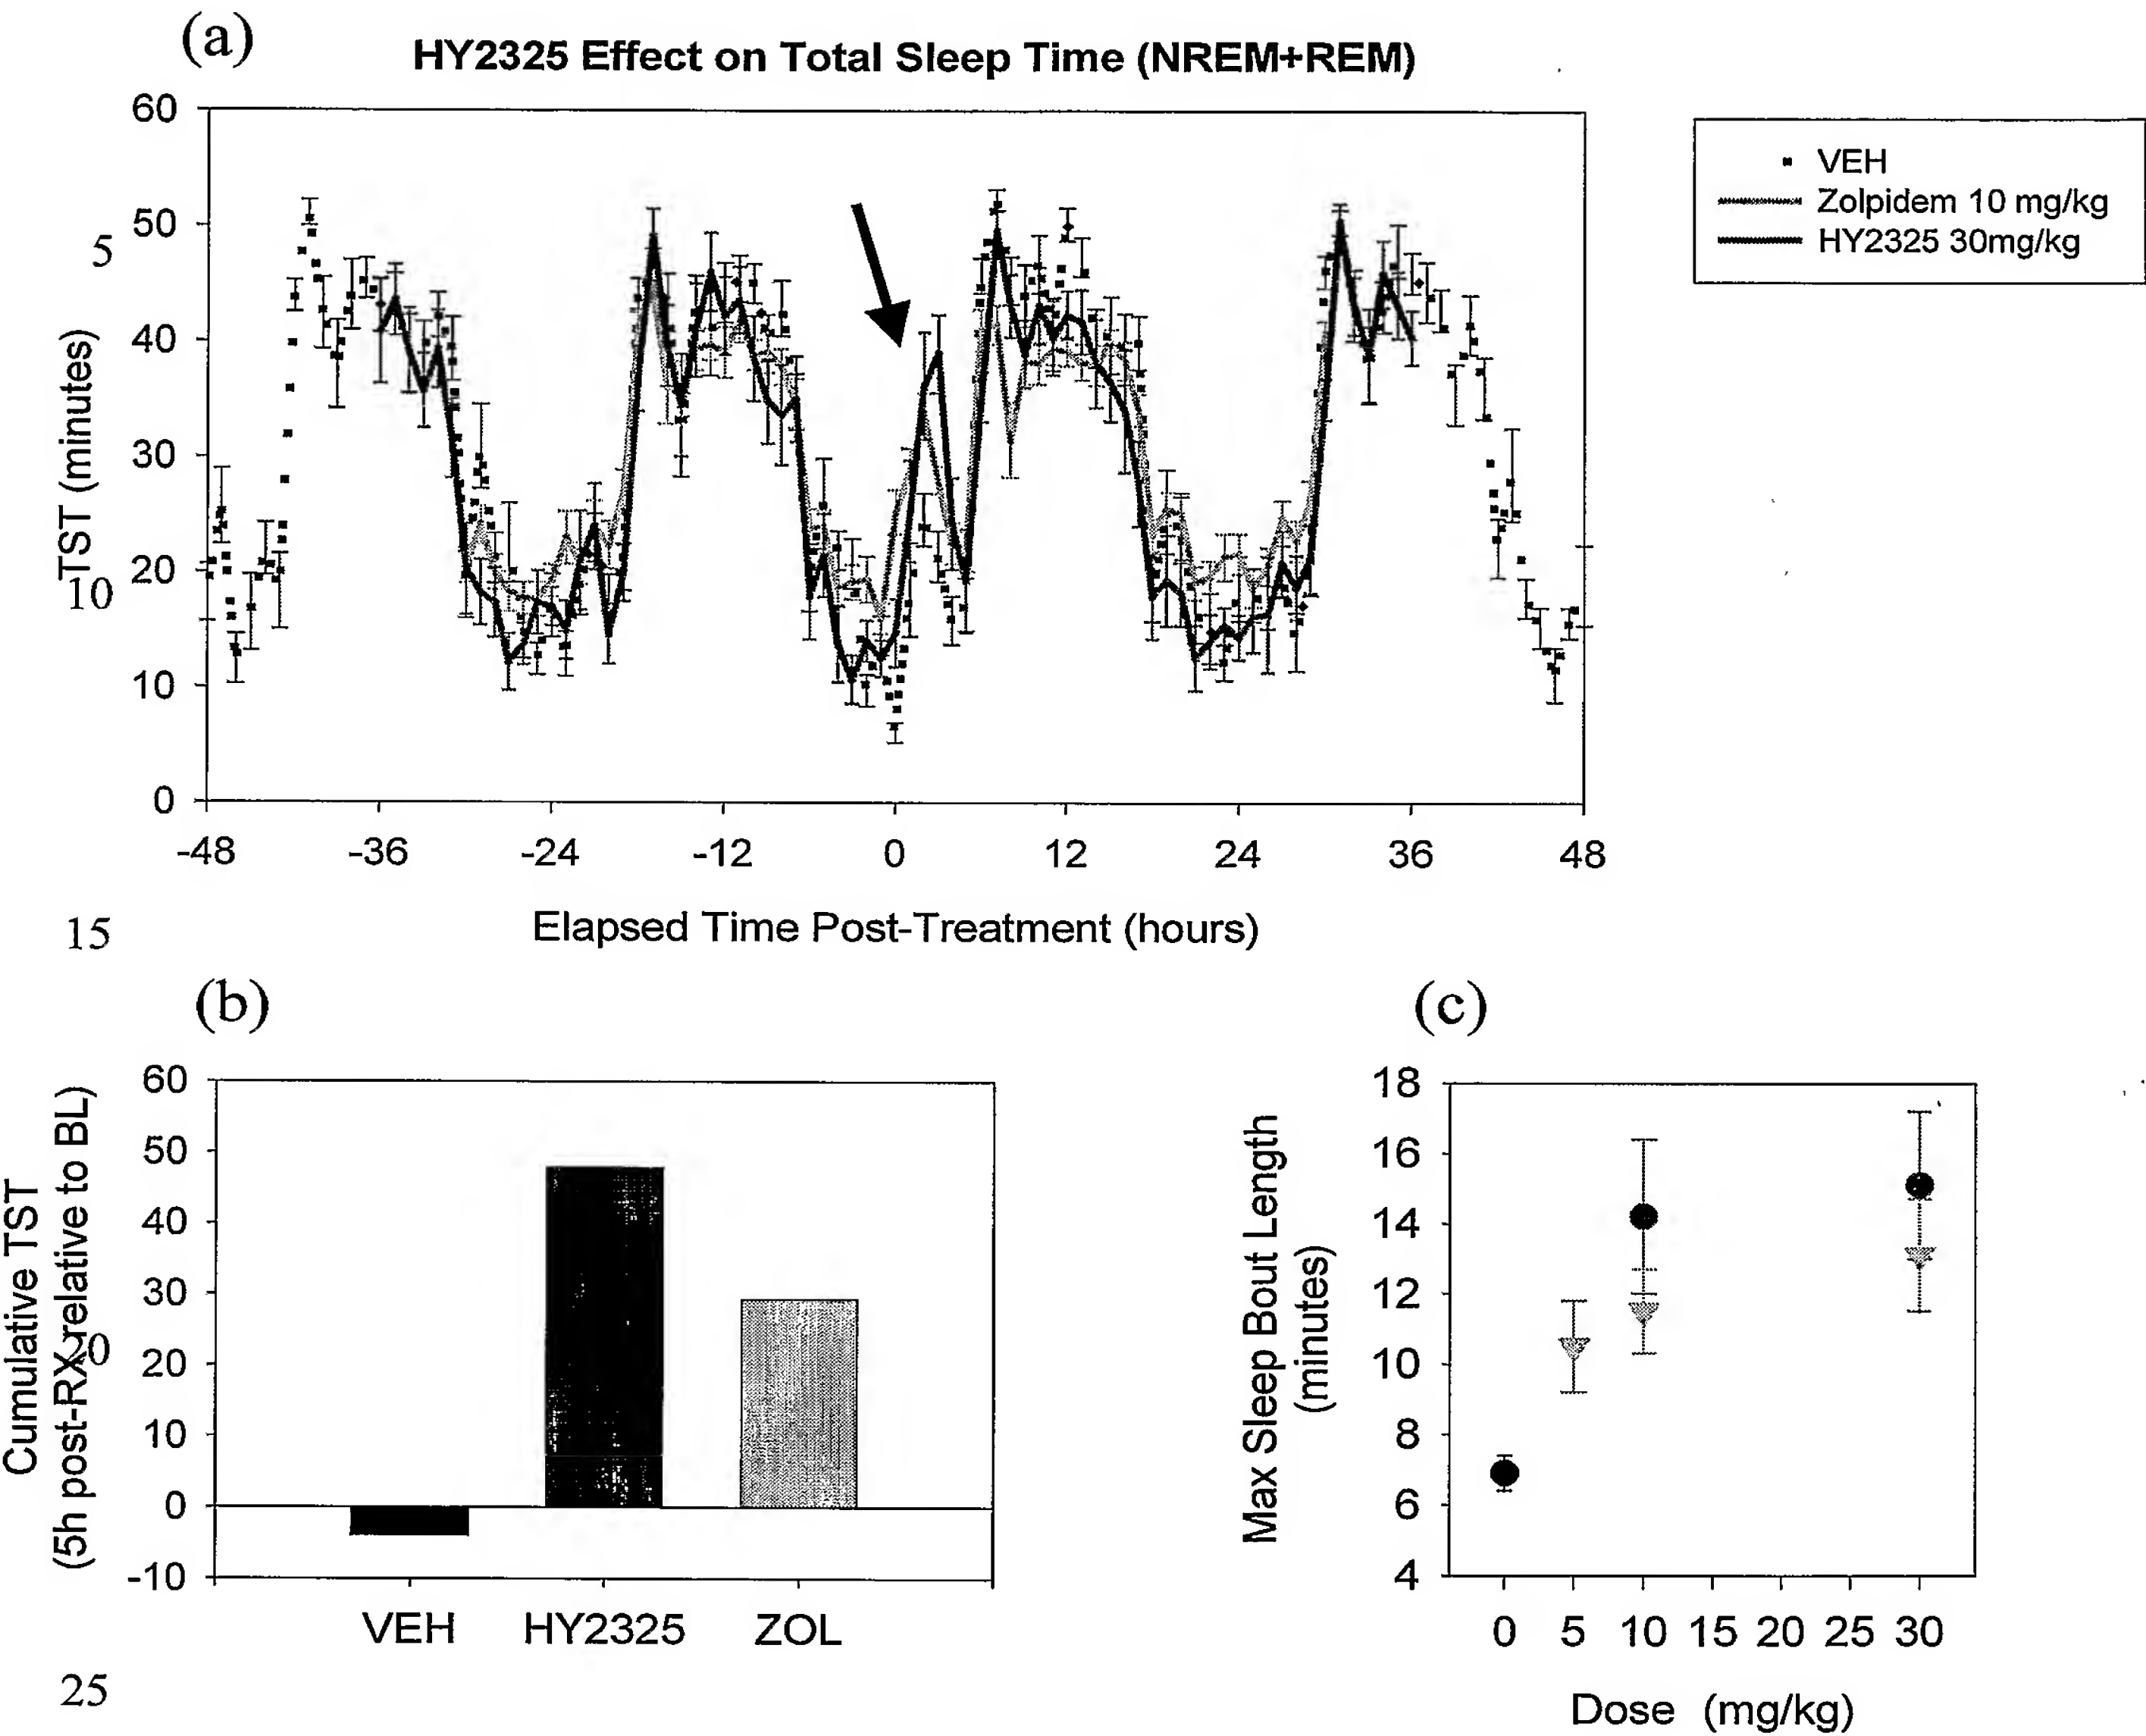 (a)
HY2325 Effect on Total Sleep Time (NREM+REM)
60
50
40
30
20
10
0
TST (minutes)
5
10
-48 -36 -24 -12 0 12 24 36 48
Elapsed Time Post-Treatment (hours)
VEH
Zolpidem 10 mg/kg
HY2325 30mg/kg
15
(b)
60
50
40
30
20
10
0
-10
Cumulative TST
(5h post-RX relative to BL)
20
VEH HY2325 ZOL
25
(c)
18
16
14
12
10
8
6
4
Max Sleep Bout Length
(minutes)
0 5 10 15 20 25 30
Dose (mg/kg)